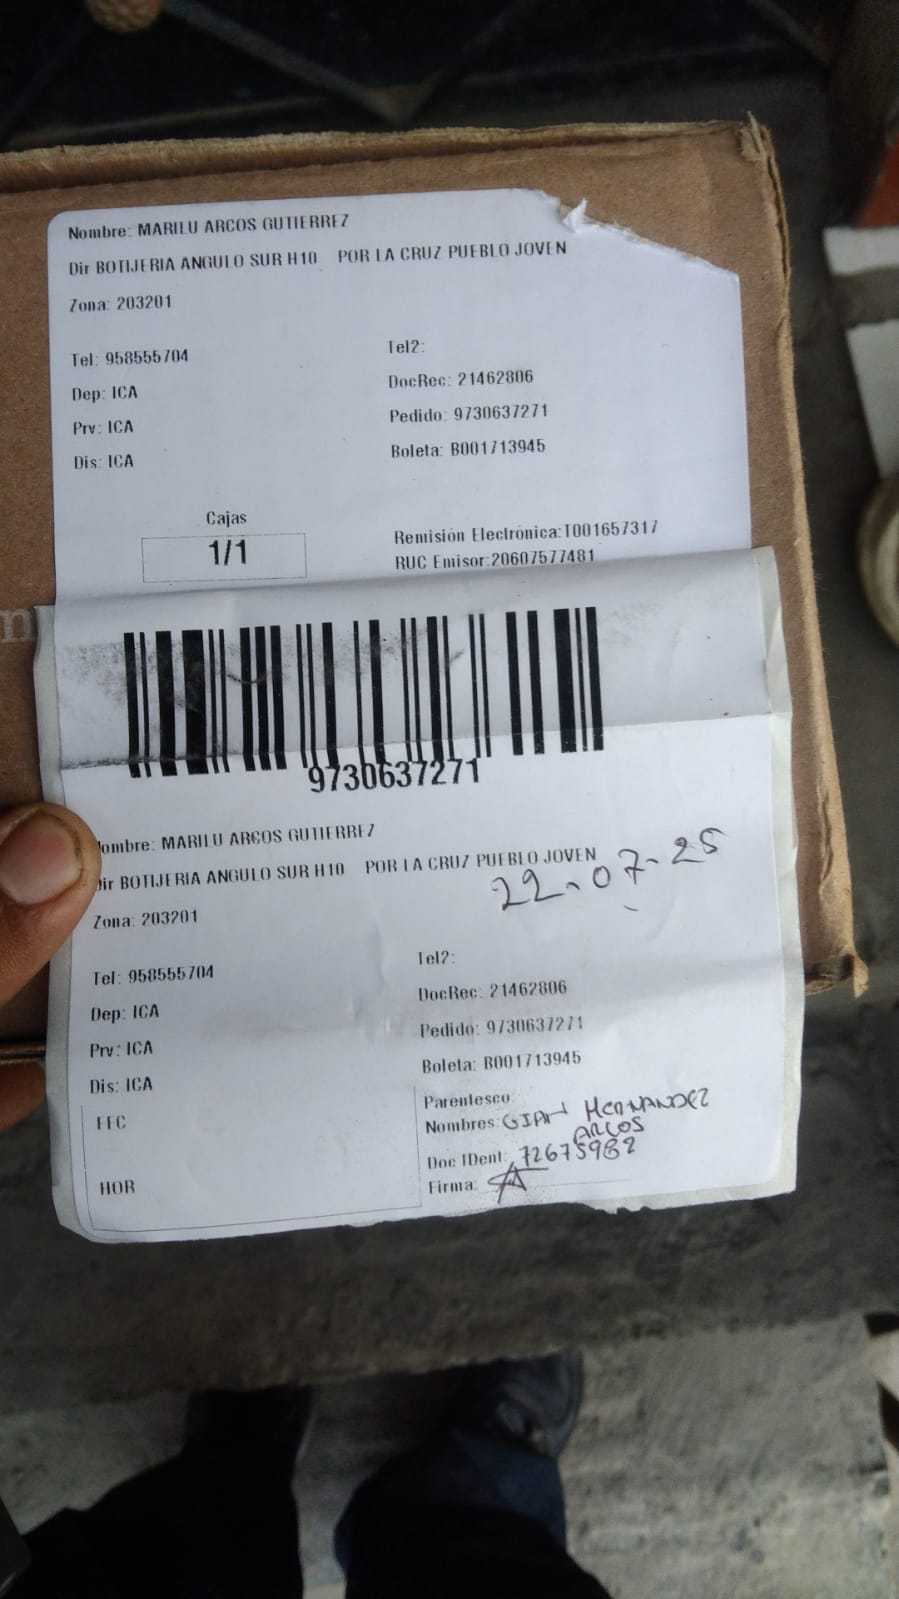 Nombre: MARILU ARCOS GUTIERREZ
Dir BOTIJERIA ANGULO SUR H10 POR LA CRUZ PUEBLO JOVEN
Zona: 203201
Tel: 958555704
Tel2:
Dep: ICA
DocRec: 21462806
Prv: ICA
Pedido: 9730637271
Dis: ICA
Boleta: B001713945
Cajas
1/1
Remisión Electrónica:T001657317
RUC Emisor:20607577481
n
9730637271
Nombre: MARILU ARCOS GUTIERREZ
Dir BOTIJERIA ANGULO SUR H10 POR LA CRUZ PUEBLO JOVEN
22-07-25
Zona: 203201
Tel: 958555704
Tel2:
Dep: ICA
DocRec: 21462806
Prv: ICA
Pedido: 9730637271
Dis: ICA
Boleta: B001713945
FEC
Parentesco:
Nombres: GIAN HERNANDEZ
ARCOS
Doc IDent: 72675982
HOR
Firma: